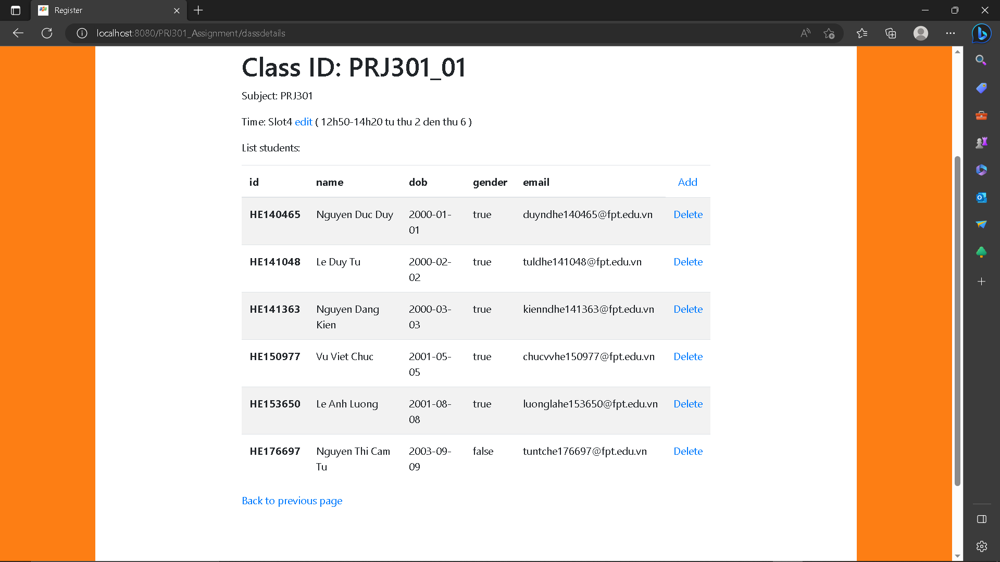 Register
localhost:8080/PRJ301_Assignment/classdetails
Class ID: PRJ301_01
Subject: PRJ301
Time: Slot4 edit ( 12h50-14h20 tu thu 2 den thu 6 )
List students:
id name dob gender email Add
HE140465 Nguyen Duc Duy 2000-01- true duyndhe140465@fpt.edu.vn Delete
01
HE141048 Le Duy Tu 2000-02- true tuldhe141048@fpt.edu.vn Delete
02
HE141363 Nguyen Dang 2000-03- true kienndhe141363@fpt.edu.vn Delete
Kien 03
HE150977 Vu Viet Chuc 2001-05- true chucvvhe150977@fpt.edu.vn Delete
05
HE153650 Le Anh Luong 2001-08- true luonglahe153650@fpt.edu.vn Delete
08
HE176697 Nguyen Thi Cam 2003-09- false tuntche176697@fpt.edu.vn Delete
Tu 09
Back to previous page